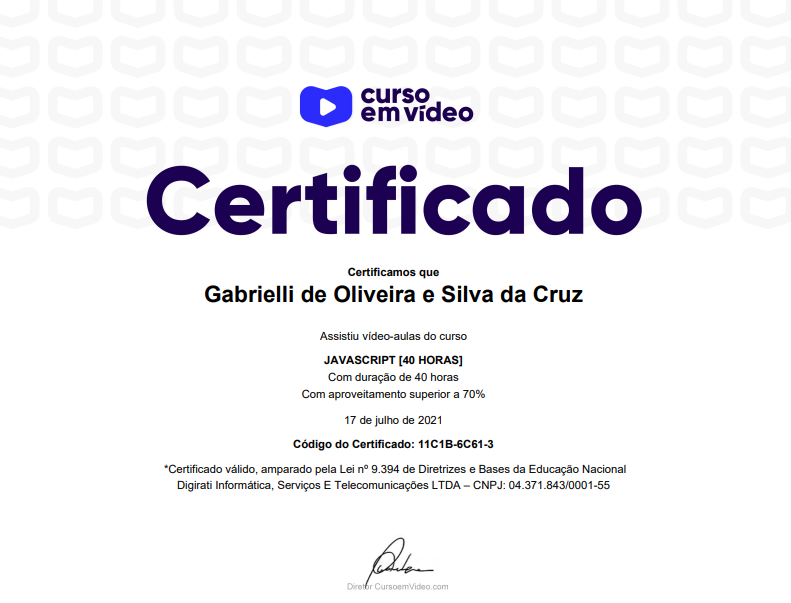 curso
em vídeo
Certificado
Certificamos que
Gabrielli de Oliveira e Silva da Cruz
Assistiu vídeo-aulas do curso
JAVASCRIPT [40 HORAS]
Com duração de 40 horas
Com aproveitamento superior a 70%
17 de julho de 2021
Código do Certificado: 11C1B-6C61-3
*Certificado válido, amparado pela Lei nº 9.394 de Diretrizes e Bases da Educação Nacional
Digirati Informática, Serviços E Telecomunicações LTDA – CNPJ: 04.371.843/0001-55
Diretor CursoemVideo.com